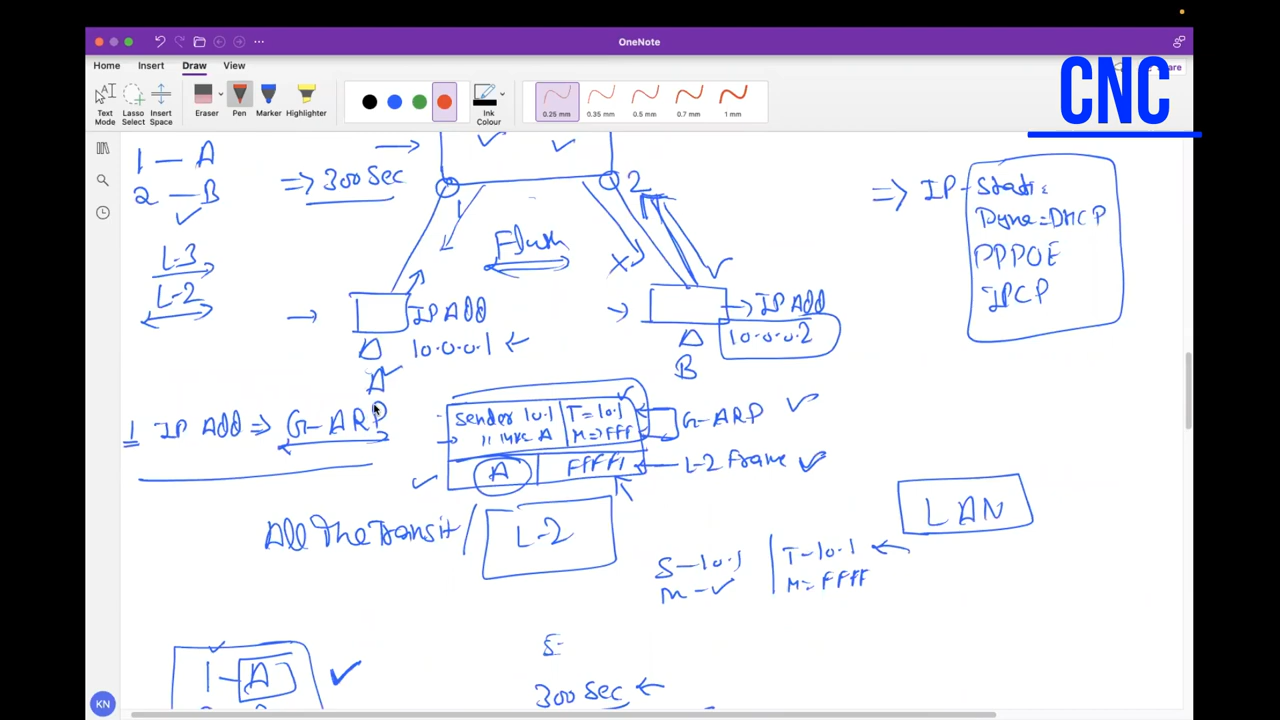 OneNote
Home Insert Draw View
Share
CNC
Text Mode
Lasso Select
Insert Space
Eraser
Pen
Marker
Highlighter
Ink Colour
0.25 mm
0.35 mm
0.5 mm
0.7 mm
1 mm
1 — A
2 — B
⇒ 300 Sec
2
L-3
L-2
Flush
⇒ IP-Static
Dyna=DHCP
PPPOE
IPCP
IP Add
10.0.0.1
A
IP Add
10.0.0.2
B
1 IP Add ⇒ G-ARP
Sender 10.1 | T=10.1
" MAC A | M=>FFF
G-ARP
A | FFFF
L-2 Frame
All The Transit/
L-2
LAN
S-10.1 | T-10.1
M- | M=FFFF
S-
1-A
300 Sec
KN